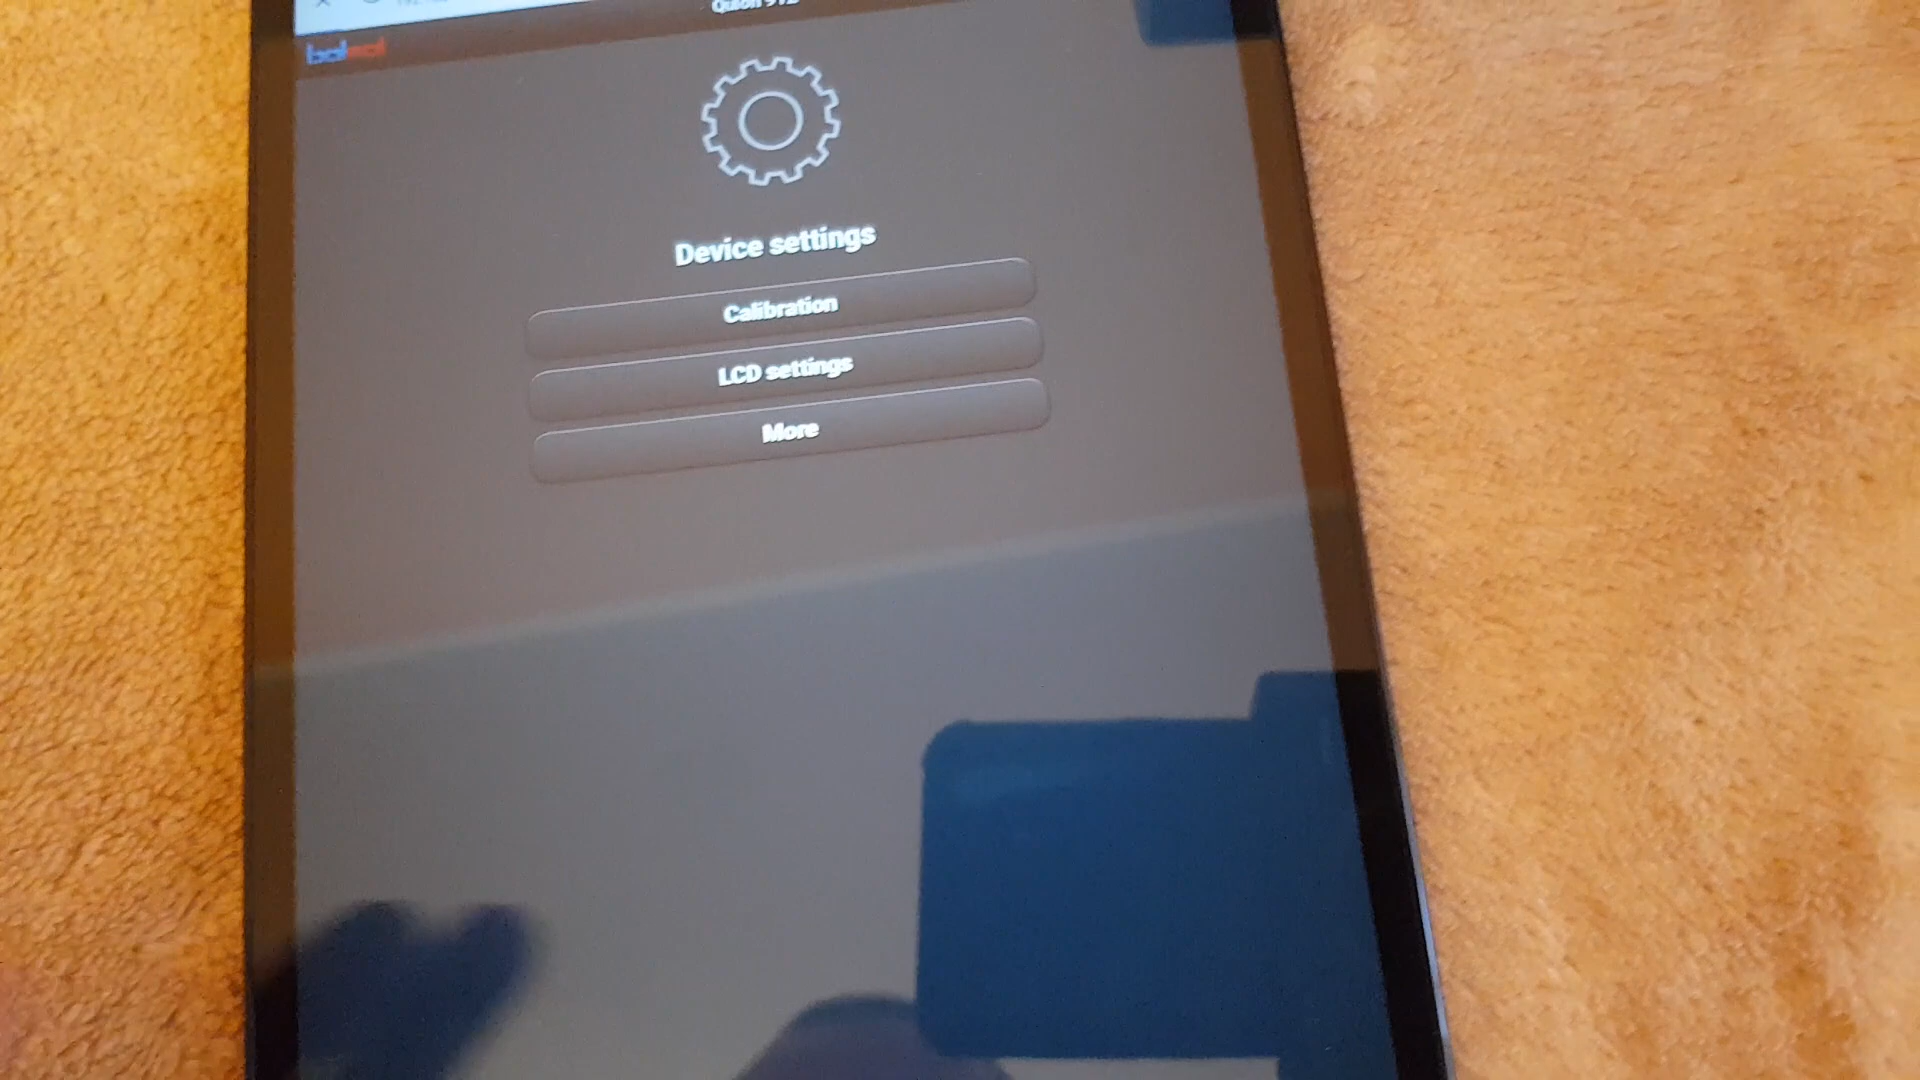 Device settings
Calibration
LCD settings
More